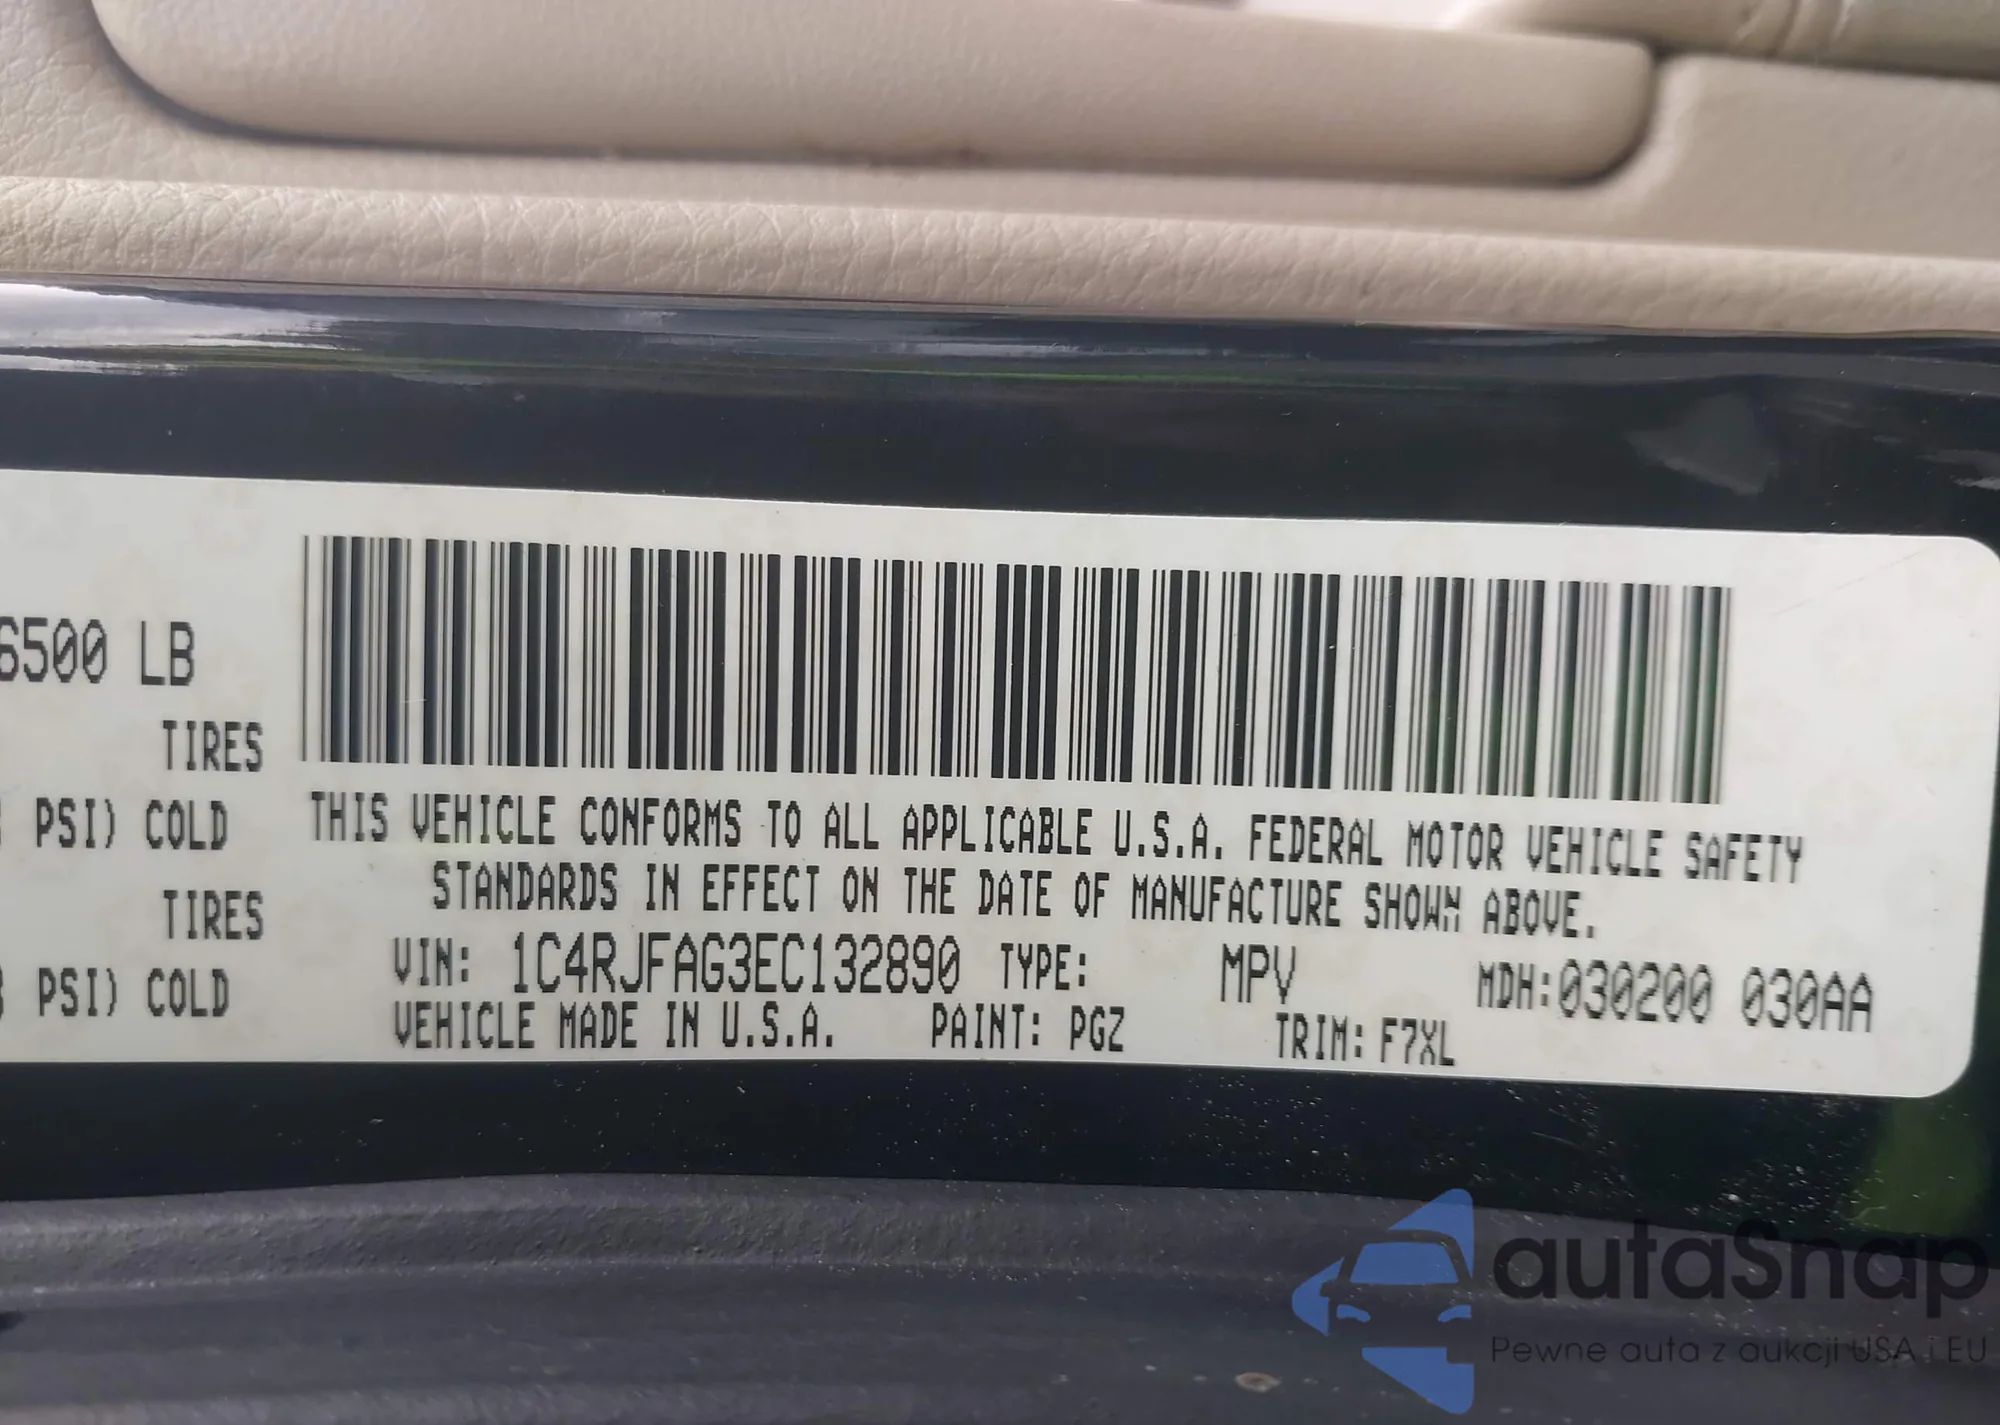 6500 LB
TIRES
PSI) COLD
TIRES
PSI) COLD
THIS VEHICLE CONFORMS TO ALL APPLICABLE U.S.A. FEDERAL MOTOR VEHICLE SAFETY
STANDARDS IN EFFECT ON THE DATE OF MANUFACTURE SHOWN ABOVE.
VIN: 1C4RJFAG3EC132890 TYPE: MPV MDH:030200 030AA
VEHICLE MADE IN U.S.A. PAINT: PGZ TRIM: F7XL
autaSnap
Pewne auta z aukcji USA i EU